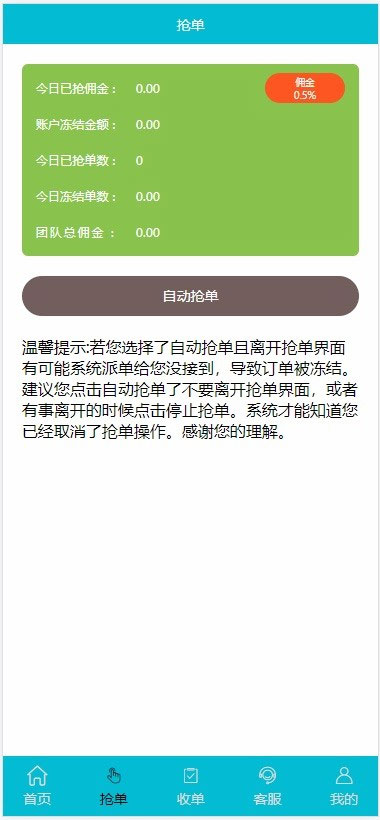 抢单
今日已抢佣金： 0.00
佣金
0.5%
账户冻结金额： 0.00
今日已抢单数： 0
今日冻结单数： 0.00
团队总佣金： 0.00
自动抢单
温馨提示:若您选择了自动抢单且离开抢单界面
有可能系统派单给您没接到，导致订单被冻结。
建议您点击自动抢单了不要离开抢单界面，或者
有事离开的时候点击停止抢单。系统才能知道您
已经取消了抢单操作。感谢您的理解。
首页 抢单 收单 客服 我的